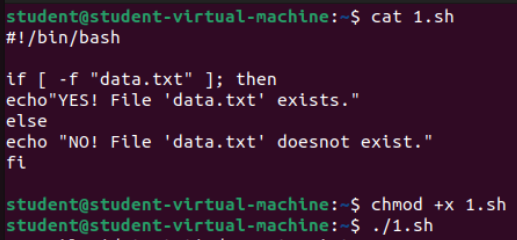 student@student-virtual-machine:~$ cat 1.sh
#!/bin/bash
if [ -f "data.txt" ]; then
echo"YES! File 'data.txt' exists."
else
echo "NO! File 'data.txt' doesnot exist."
fi
student@student-virtual-machine:~$ chmod +x 1.sh
student@student-virtual-machine:~$ ./1.sh